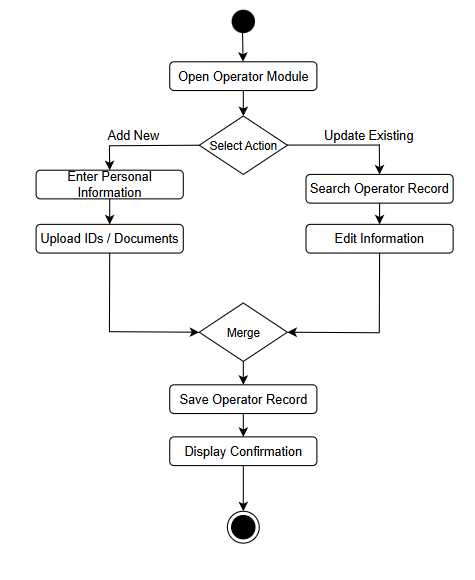 Open Operator Module
Select Action
Add New
Update Existing
Enter Personal
Information
Search Operator Record
Upload IDs / Documents
Edit Information
Merge
Save Operator Record
Display Confirmation